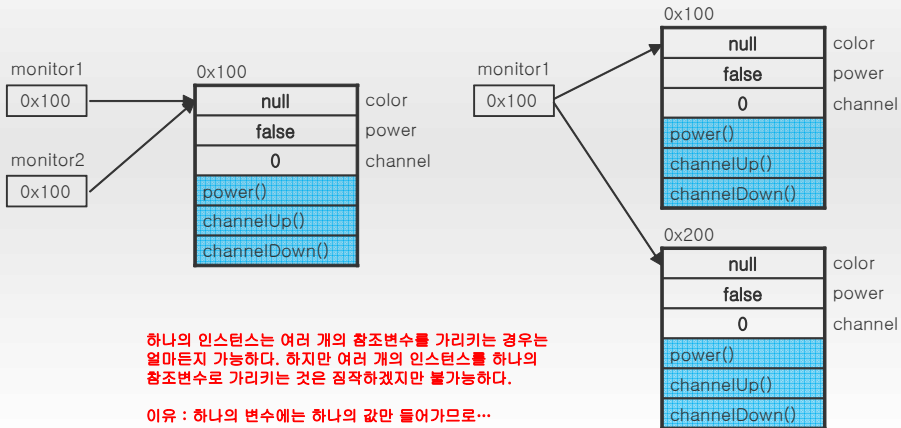 monitor1
0x100
monitor2
0x100
0x100
null
color
false
power
0
channel
power()
channelUp()
channelDown()
monitor1
0x100
0x100
null
color
false
power
0
channel
power()
channelUp()
channelDown()
0x200
null
color
false
power
0
channel
power()
channelUp()
channelDown()
하나의 인스턴스는 여러 개의 참조변수를 가리키는 경우는
얼마든지 가능하다. 하지만 여러 개의 인스턴스를 하나의
참조변수로 가리키는 것은 짐작하겠지만 불가능하다.
이유 : 하나의 변수에는 하나의 값만 들어가므로…